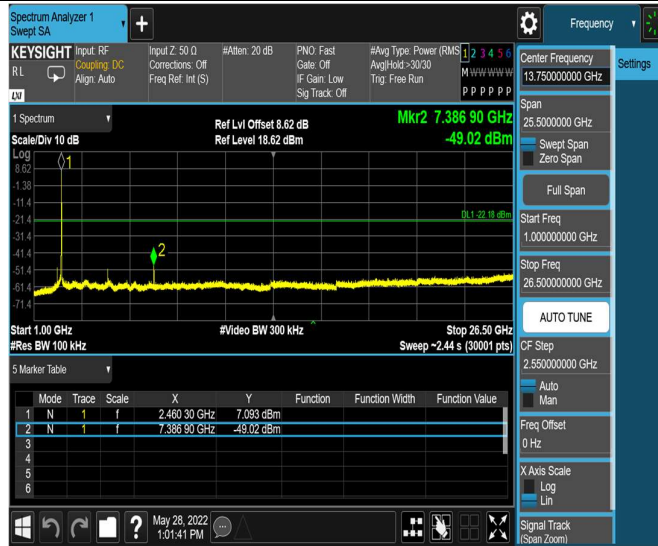 Spectrum Analyzer 1
Swept SA
+
Frequency
KEYSIGHT
RL
LXI
Input: RF
Coupling: DC
Align: Auto
Input Z: 50 Ω
Corrections: Off
Freq Ref: Int (S)
#Atten: 20 dB
PNO: Fast
Gate: Off
IF Gain: Low
Sig Track: Off
#Avg Type: Power (RMS
Avg|Hold:>30/30
Trig: Free Run
1 2 3 4 5 6
M W W W W W
P P P P P P
Center Frequency
13.750000000 GHz
Settings
Span
25.5000000 GHz
Swept Span
Zero Span
Full Span
Start Freq
1.000000000 GHz
Stop Freq
26.500000000 GHz
AUTO TUNE
CF Step
2.550000000 GHz
Auto
Man
Freq Offset
0 Hz
X Axis Scale
Log
Lin
Signal Track
(Span Zoom)
1 Spectrum
Scale/Div 10 dB
Ref Lvl Offset 8.62 dB
Ref Level 18.62 dBm
Mkr2 7.386 90 GHz
-49.02 dBm
Log
8.62
-1.38
-11.4
-21.4
-31.4
-41.4
-51.4
-61.4
-71.4
1
2
DL1 -22.18 dBm
Start 1.00 GHz
#Res BW 100 kHz
#Video BW 300 kHz
Stop 26.50 GHz
Sweep ~2.44 s (30001 pts)
5 Marker Table
Mode Trace Scale X Y Function Function Width Function Value
1 N 1 f 2.460 30 GHz 7.093 dBm
2 N 1 f 7.386 90 GHz -49.02 dBm
3
4
5
6
?
May 28, 2022
1:01:41 PM